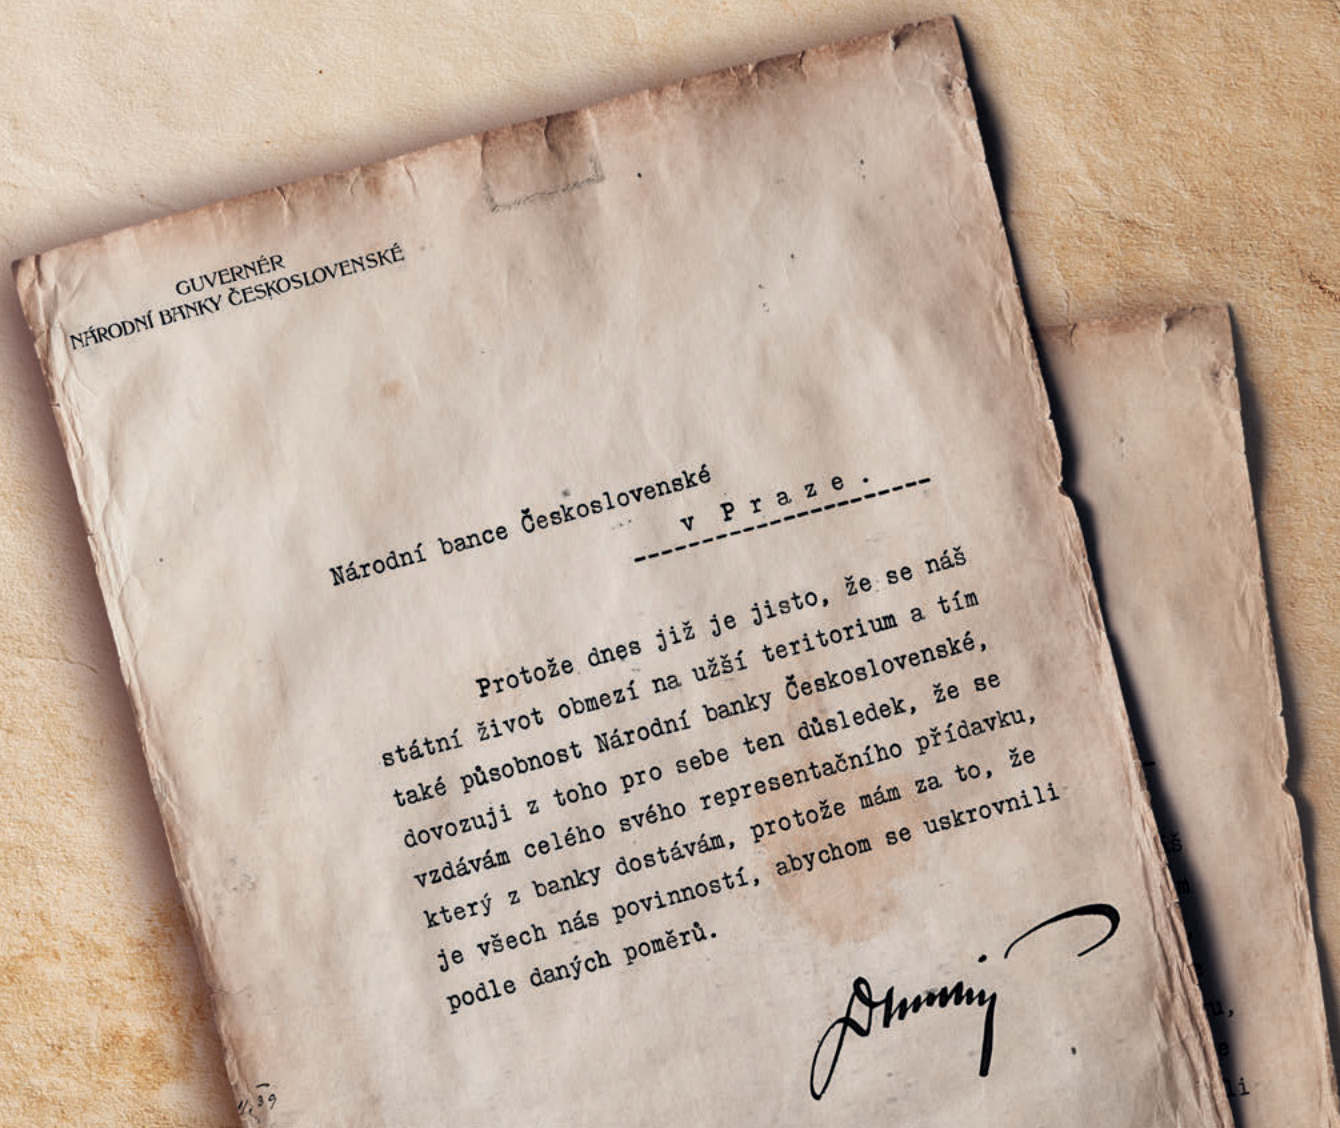 GUVERNÉR
NÁRODNÍ BANKY ČESKOSLOVENSKÉ
Národní bance Československé
v Praze.
Protože dnes již je jisto, že se náš
státní život obmezí na užší teritorium a tím
také působnost Národní banky Československé,
dovozuji z toho pro sebe ten důsledek, že se
vzdávám celého svého representačního přídavku,
který z banky dostávám, protože mám za to, že
je všech nás povinností, abychom se uskrovnili
podle daných poměrů.